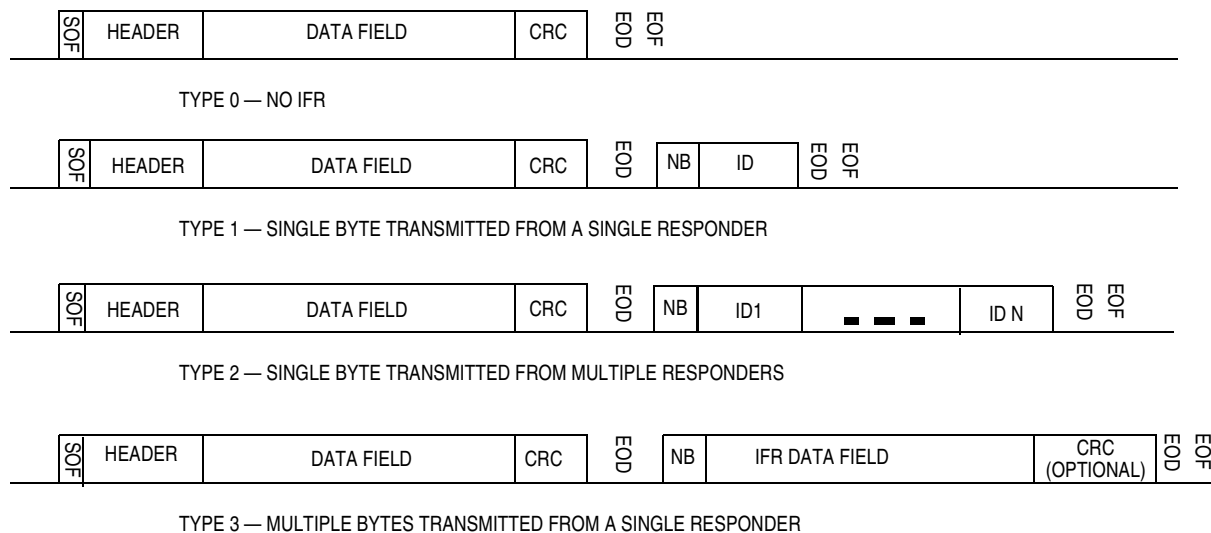 SOF HEADER DATA FIELD CRC EOD EOF
TYPE 0 — NO IFR
SOF HEADER DATA FIELD CRC EOD NB ID EOD EOF
TYPE 1 — SINGLE BYTE TRANSMITTED FROM A SINGLE RESPONDER
SOF HEADER DATA FIELD CRC EOD NB ID1 ID N EOD EOF
TYPE 2 — SINGLE BYTE TRANSMITTED FROM MULTIPLE RESPONDERS
SOF HEADER DATA FIELD CRC EOD NB IFR DATA FIELD CRC (OPTIONAL) EOD EOF
TYPE 3 — MULTIPLE BYTES TRANSMITTED FROM A SINGLE RESPONDER